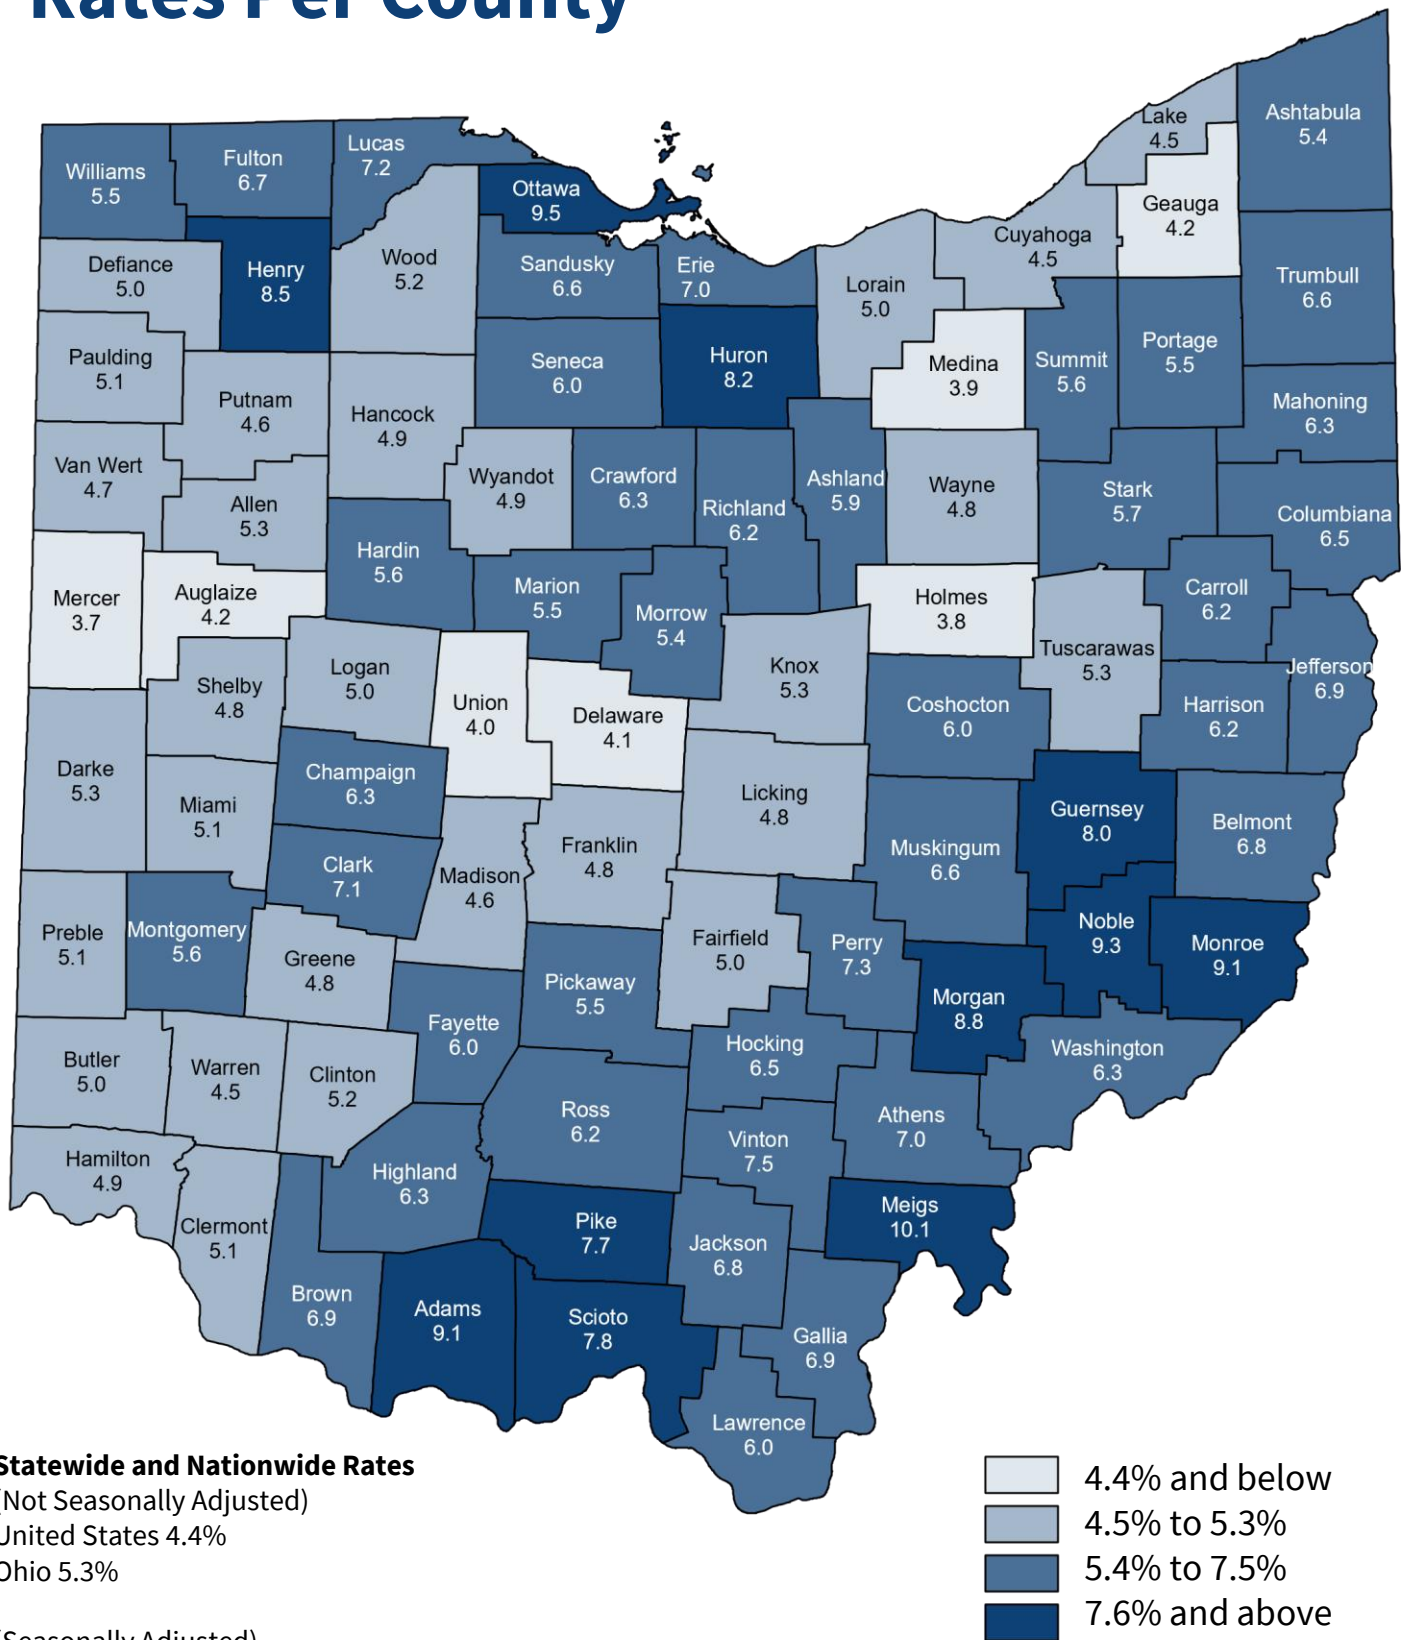 Rates Per County
Lake
4.5
Ashtabula
5.4
Williams
5.5
Fulton
6.7
Lucas
7.2
Ottawa
9.5
Geauga
4.2
Defiance
5.0
Henry
8.5
Wood
5.2
Sandusky
6.6
Erie
7.0
Lorain
5.0
Cuyahoga
4.5
Trumbull
6.6
Paulding
5.1
Putnam
4.6
Hancock
4.9
Seneca
6.0
Huron
8.2
Medina
3.9
Summit
5.6
Portage
5.5
Mahoning
6.3
Van Wert
4.7
Allen
5.3
Wyandot
4.9
Crawford
6.3
Richland
6.2
Ashland
5.9
Wayne
4.8
Stark
5.7
Columbiana
6.5
Mercer
3.7
Auglaize
4.2
Hardin
5.6
Marion
5.5
Morrow
5.4
Holmes
3.8
Carroll
6.2
Tuscarawas
5.3
Jefferson
6.9
Shelby
4.8
Logan
5.0
Union
4.0
Delaware
4.1
Knox
5.3
Coshocton
6.0
Harrison
6.2
Darke
5.3
Miami
5.1
Champaign
6.3
Licking
4.8
Guernsey
8.0
Belmont
6.8
Clark
7.1
Madison
4.6
Franklin
4.8
Muskingum
6.6
Preble
5.1
Montgomery
5.6
Greene
4.8
Fairfield
5.0
Perry
7.3
Noble
9.3
Monroe
9.1
Pickaway
5.5
Morgan
8.8
Fayette
6.0
Hocking
6.5
Washington
6.3
Butler
5.0
Warren
4.5
Clinton
5.2
Ross
6.2
Athens
7.0
Vinton
7.5
Hamilton
4.9
Highland
6.3
Clermont
5.1
Pike
7.7
Jackson
6.8
Meigs
10.1
Brown
6.9
Adams
9.1
Scioto
7.8
Gallia
6.9
Lawrence
6.0
Statewide and Nationwide Rates
(Not Seasonally Adjusted)
United States 4.4%
Ohio 5.3%
(Seasonally Adjusted)
4.4% and below
4.5% to 5.3%
5.4% to 7.5%
7.6% and above